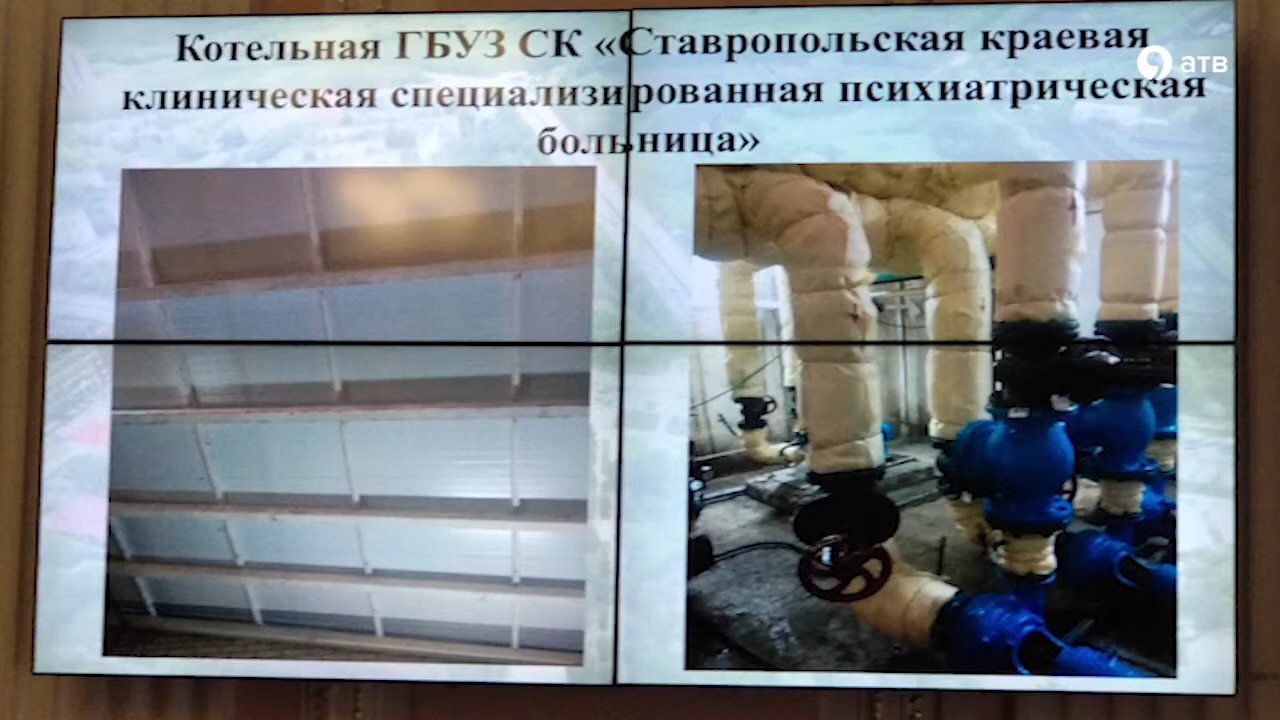 Котельная ГБУЗ СК «Ставропольская краевая
атв
клиническая специализированная психиатрическая
больница»